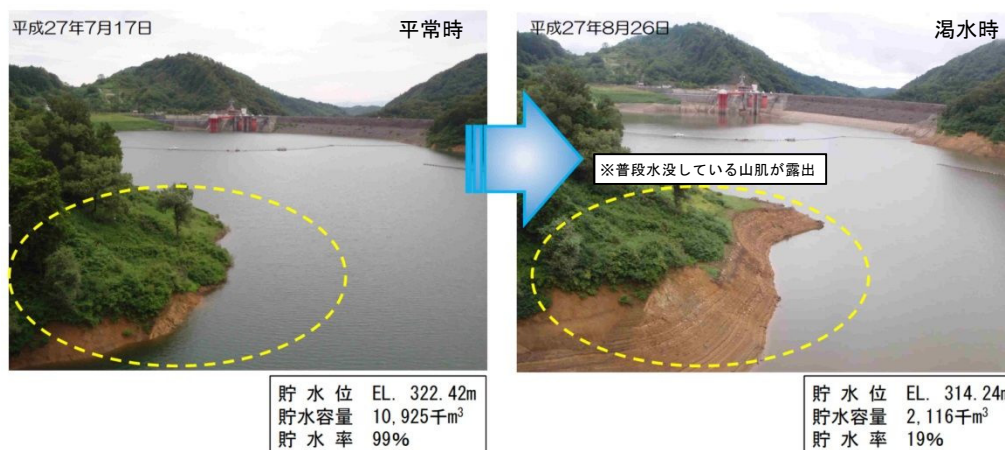 平成27年7月17日
平常時
平成27年8月26日
渇水時
※普段水没している山肌が露出
貯 水 位 EL. 322.42m
貯水容量 10,925千m³
貯 水 率 99%
貯 水 位 EL. 314.24m
貯水容量 2,116千m³
貯 水 率 19%